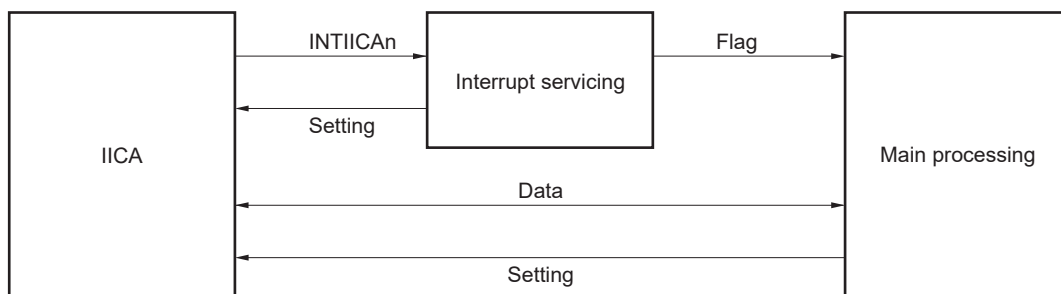 INTIICAn
Flag
Interrupt servicing
Setting
IICA
Main processing
Data
Setting